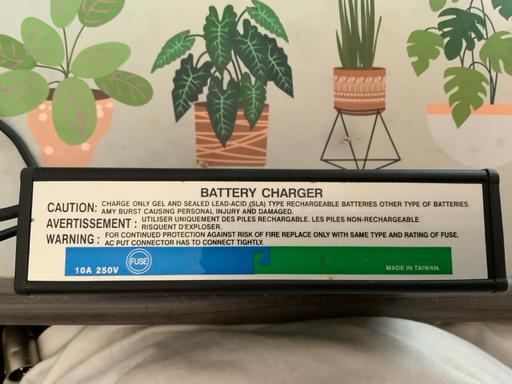 BATTERY CHARGER
CAUTION: CHARGE ONLY GEL AND SEALED LEAD-ACID (SLA) TYPE RECHARGEABLE BATTERIES OTHER TYPE OF BATTERIES
AMY BURST CAUSING PERSONAL INJURY AND DAMAGED.
AVERTISSEMENT: UTILISER UNIQUEMENT DES PILES RECHARGABLE. LES PILES NON-RECHARGEABLE
RISQUENT D'EXPLOSER.
WARNING: FOR CONTINUED PROTECTION AGAINST RISK OF FIRE REPLACE ONLY WITH SAME TYPE AND RATING OF FUSE.
AC PUT CONNECTOR HAS TO CONNECT TIGHTLY.
10A 250V FUSE MADE IN TAIWAN